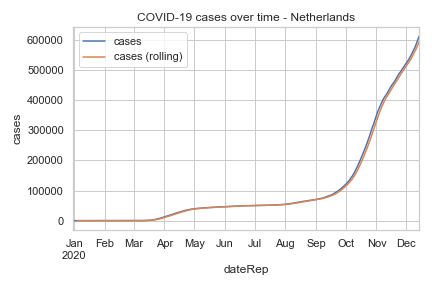 COVID-19 cases over time - Netherlands
cases
cases (rolling)
600000
500000
400000
300000
200000
100000
0
cases
Jan Feb Mar Apr May Jun Jul Aug Sep Oct Nov Dec
2020
dateRep